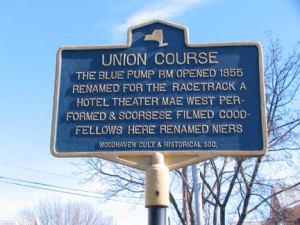 UNION COURSE
THE BLUE PUMP RM OPENED 1855
RENAMED FOR THE RACETRACK A
HOTEL THEATER MAE WEST PER-
FORMED & SCORSESE FILMED GOOD-
FELLOWS HERE RENAMED NIERS
WOODHAVEN CULT. & HISTORICAL SOC.